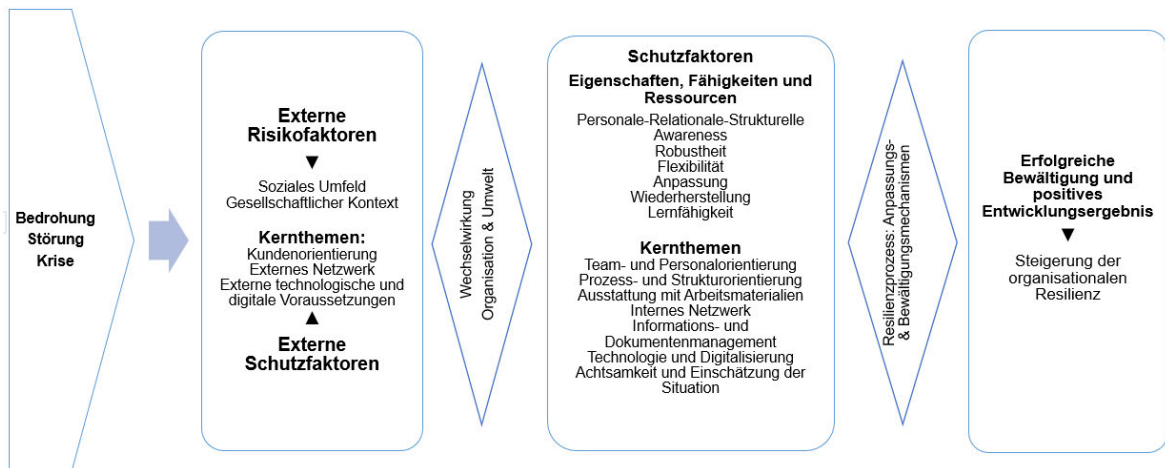 Bedrohung
Störung
Krise
Externe
Risikofaktoren
▼
Soziales Umfeld
Gesellschaftlicher Kontext
Kernthemen:
Kundenorientierung
Externes Netzwerk
Externe technologische und
digitale Voraussetzungen
▲
Externe
Schutzfaktoren
Wechselwirkung
Organisation & Umwelt
Schutzfaktoren
Eigenschaften, Fähigkeiten und
Ressourcen
Personale-Relationale-Strukturelle
Awareness
Robustheit
Flexibilität
Anpassung
Wiederherstellung
Lernfähigkeit
Kernthemen
Team- und Personalorientierung
Prozess- und Strukturorientierung
Ausstattung mit Arbeitsmaterialien
Internes Netzwerk
Informations- und
Dokumentenmanagement
Technologie und Digitalisierung
Achtsamkeit und Einschätzung der
Situation
Resilienzprozess: Anpassungs-
& Bewältigungsmechanismen
Erfolgreiche
Bewältigung und
positives
Entwicklungsergebnis
▼
Steigerung der
organisationalen
Resilienz